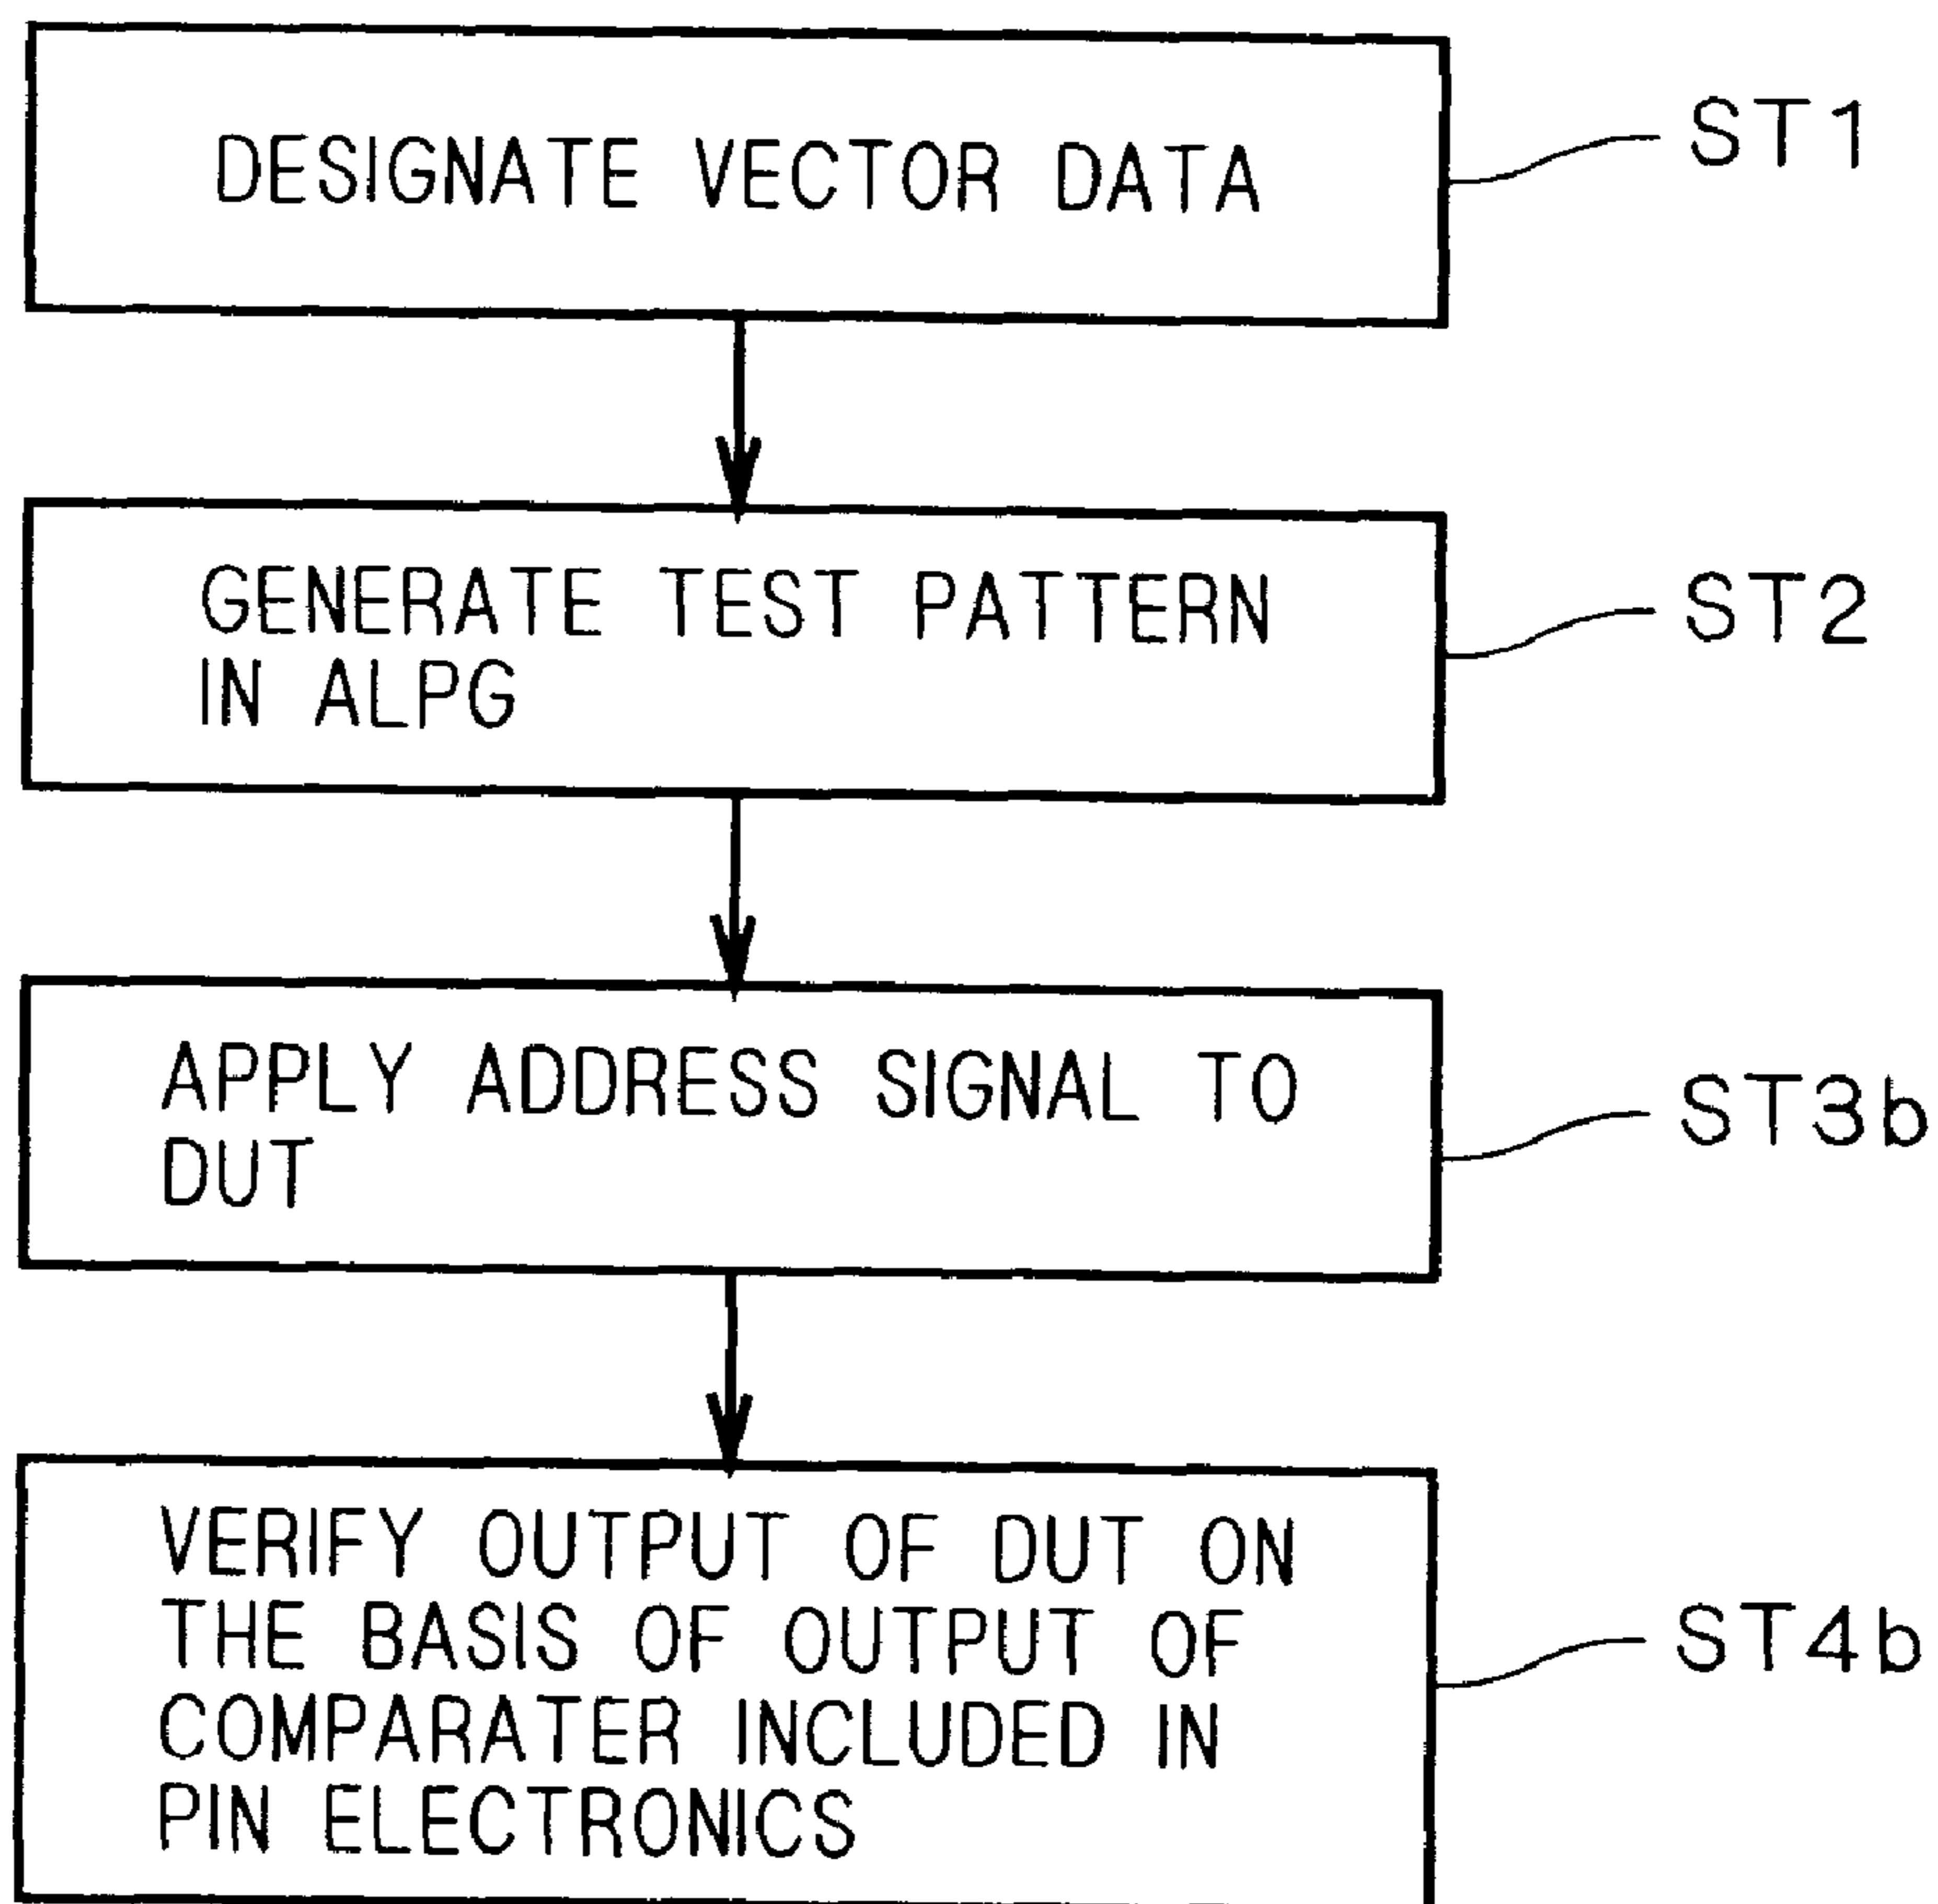 DESIGNATE VECTOR DATA
ST1
GENERATE TEST PATTERN
IN ALPG
ST2
APPLY ADDRESS SIGNAL TO
DUT
ST3b
VERIFY OUTPUT OF DUT ON
THE BASIS OF OUTPUT OF
COMPARATER INCLUDED IN
PIN ELECTRONICS
ST4b